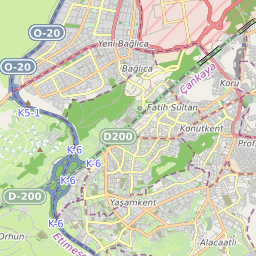 O-20
Yeni Bağlıca
O-20
Bağlıca
Çankaya
Koru
K5-1
Fatih Sultan
D200
Konutkent
K-6
K-6
Prof.
K-6
D-200
Yaşamkent
K-6
Orhun
Etimes
Alacaatlı